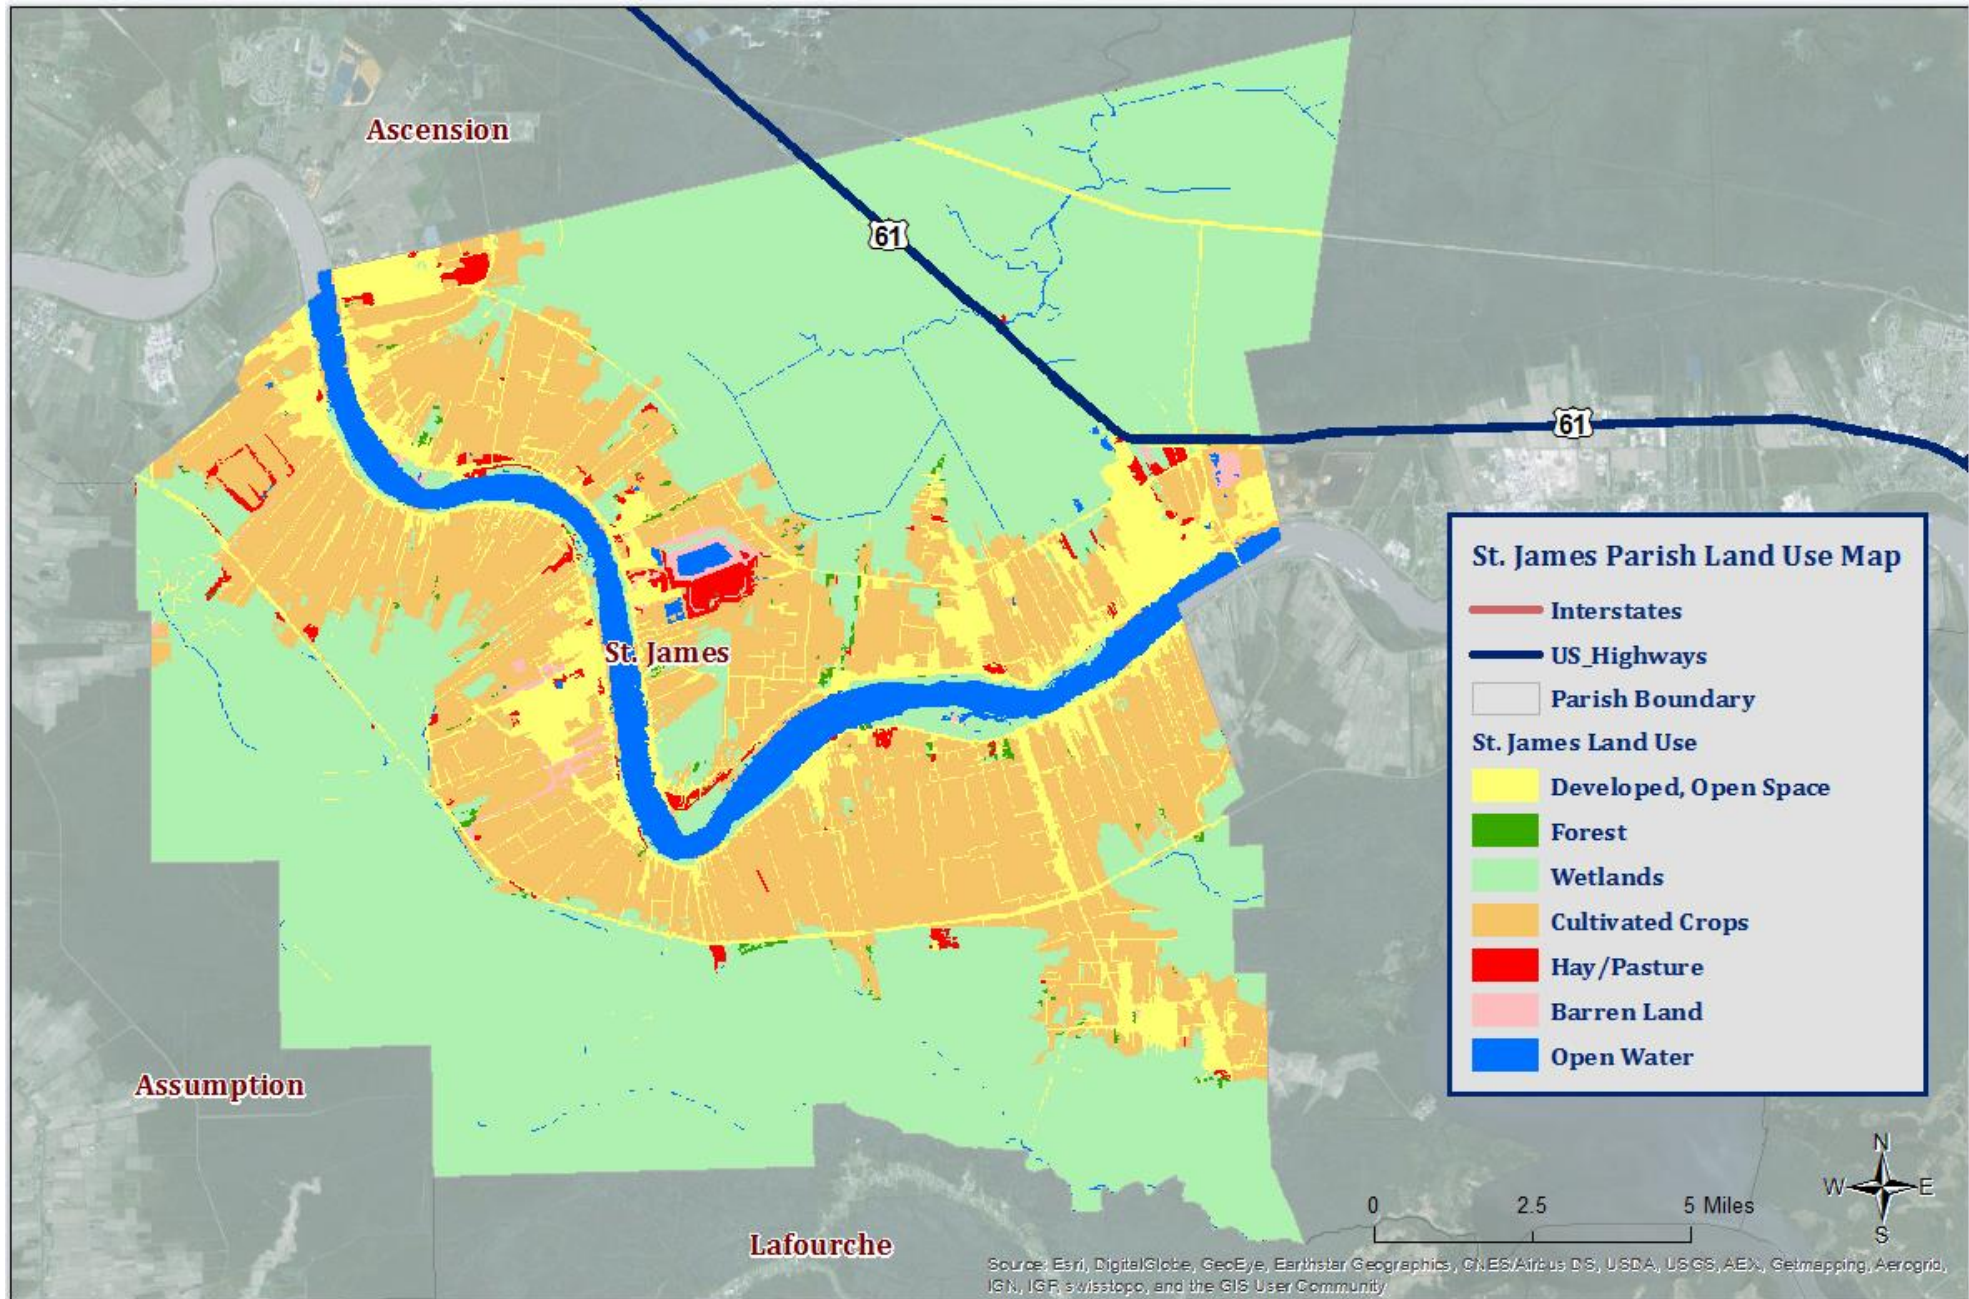 Ascension
61
61
St. James
Assumption
Lafourche
St. James Parish Land Use Map
Interstates
US_Highways
Parish Boundary
St. James Land Use
Developed, Open Space
Forest
Wetlands
Cultivated Crops
Hay/Pasture
Barren Land
Open Water
N
W E
S
0 2.5 5 Miles
Source: Esri, DigitalGlobe, GeoEye, Earthstar Geographics, CNES/Airbus DS, USDA, USGS, AEX, Getmapping, Aerogrid,
IGN, IGP, swisstopo, and the GIS User Community